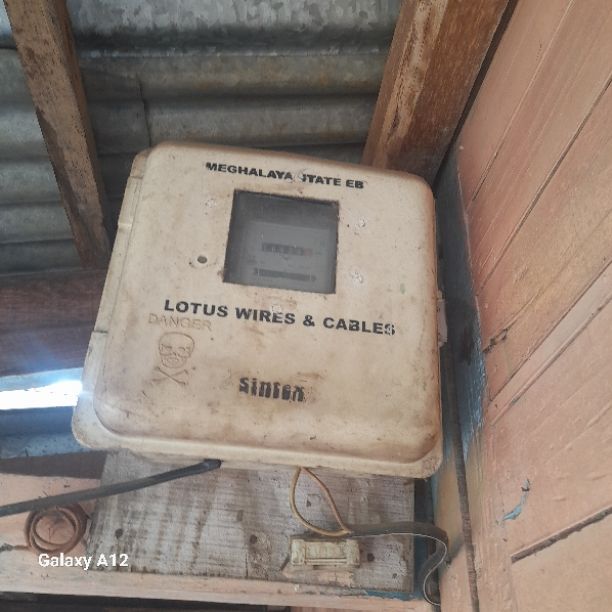 MEGHALAYA STATE EB
LOTUS WIRES & CABLES
DANGER
Sintex
Galaxy A12